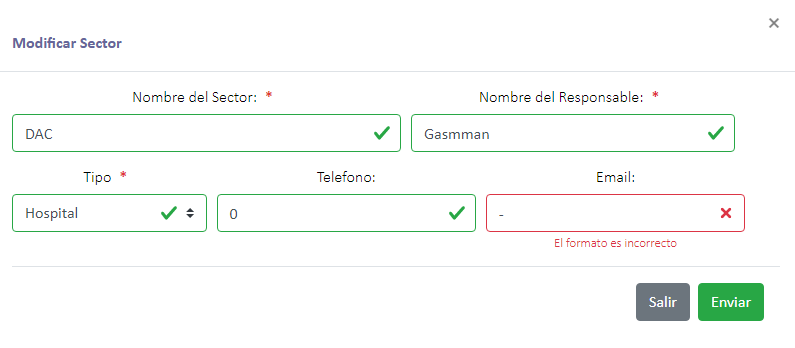 ×
Modificar Sector
Nombre del Sector: * Nombre del Responsable: *
DAC Gasmman
Tipo * Telefono: Email:
Hospital 0 -
El formato es incorrecto
Salir Enviar